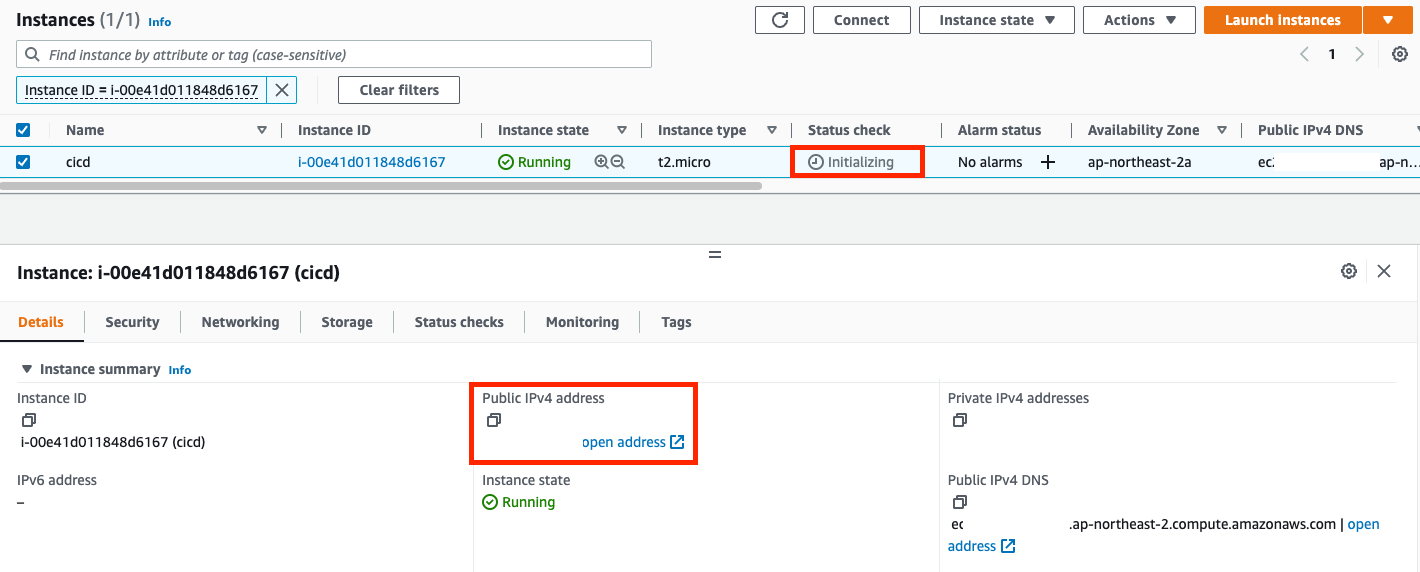 Instances (1/1) Info
Connect
Instance state
Actions
Launch instances
Find instance by attribute or tag (case-sensitive)
1
Instance ID = i-00e41d011848d6167
Clear filters
Name Instance ID Instance state Instance type Status check Alarm status Availability Zone Public IPv4 DNS
cicd i-00e41d011848d6167 Running t2.micro Initializing No alarms + ap-northeast-2a ec ap-n...
Instance: i-00e41d011848d6167 (cicd)
Details Security Networking Storage Status checks Monitoring Tags
Instance summary Info
Instance ID
i-00e41d011848d6167 (cicd)
Public IPv4 address
open address
Private IPv4 addresses
IPv6 address
–
Instance state
Running
Public IPv4 DNS
ec .ap-northeast-2.compute.amazonaws.com | open
address